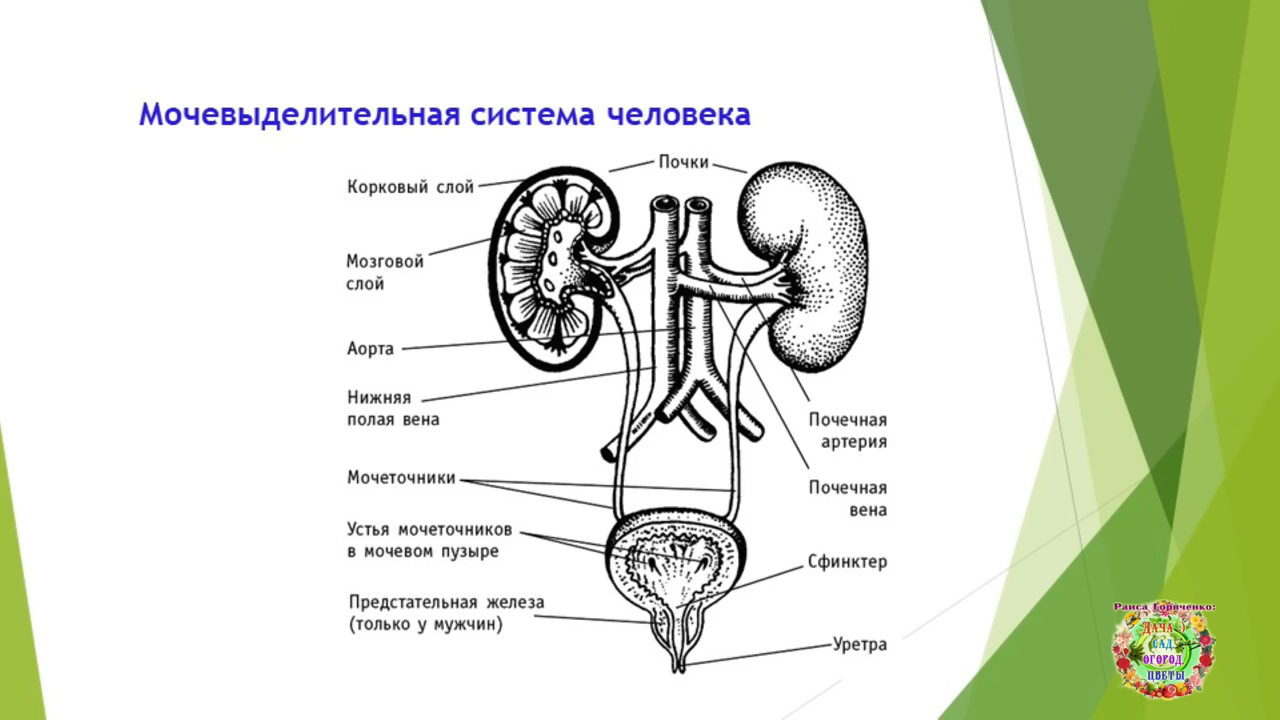 Мочевыделительная система человека
Почки
Корковый слой
Мозговой
слой
Аорта
Нижняя
полая вена
Почечная
артерия
Мочеточники
Почечная
вена
Устья мочеточников
в мочевом пузыре
Сфинктер
Предстательная железа
(только у мужчин)
Уретра
Раиса Горяченко:
ДАЧА
САД,
ОГОРОД,
ЦВЕТЫ